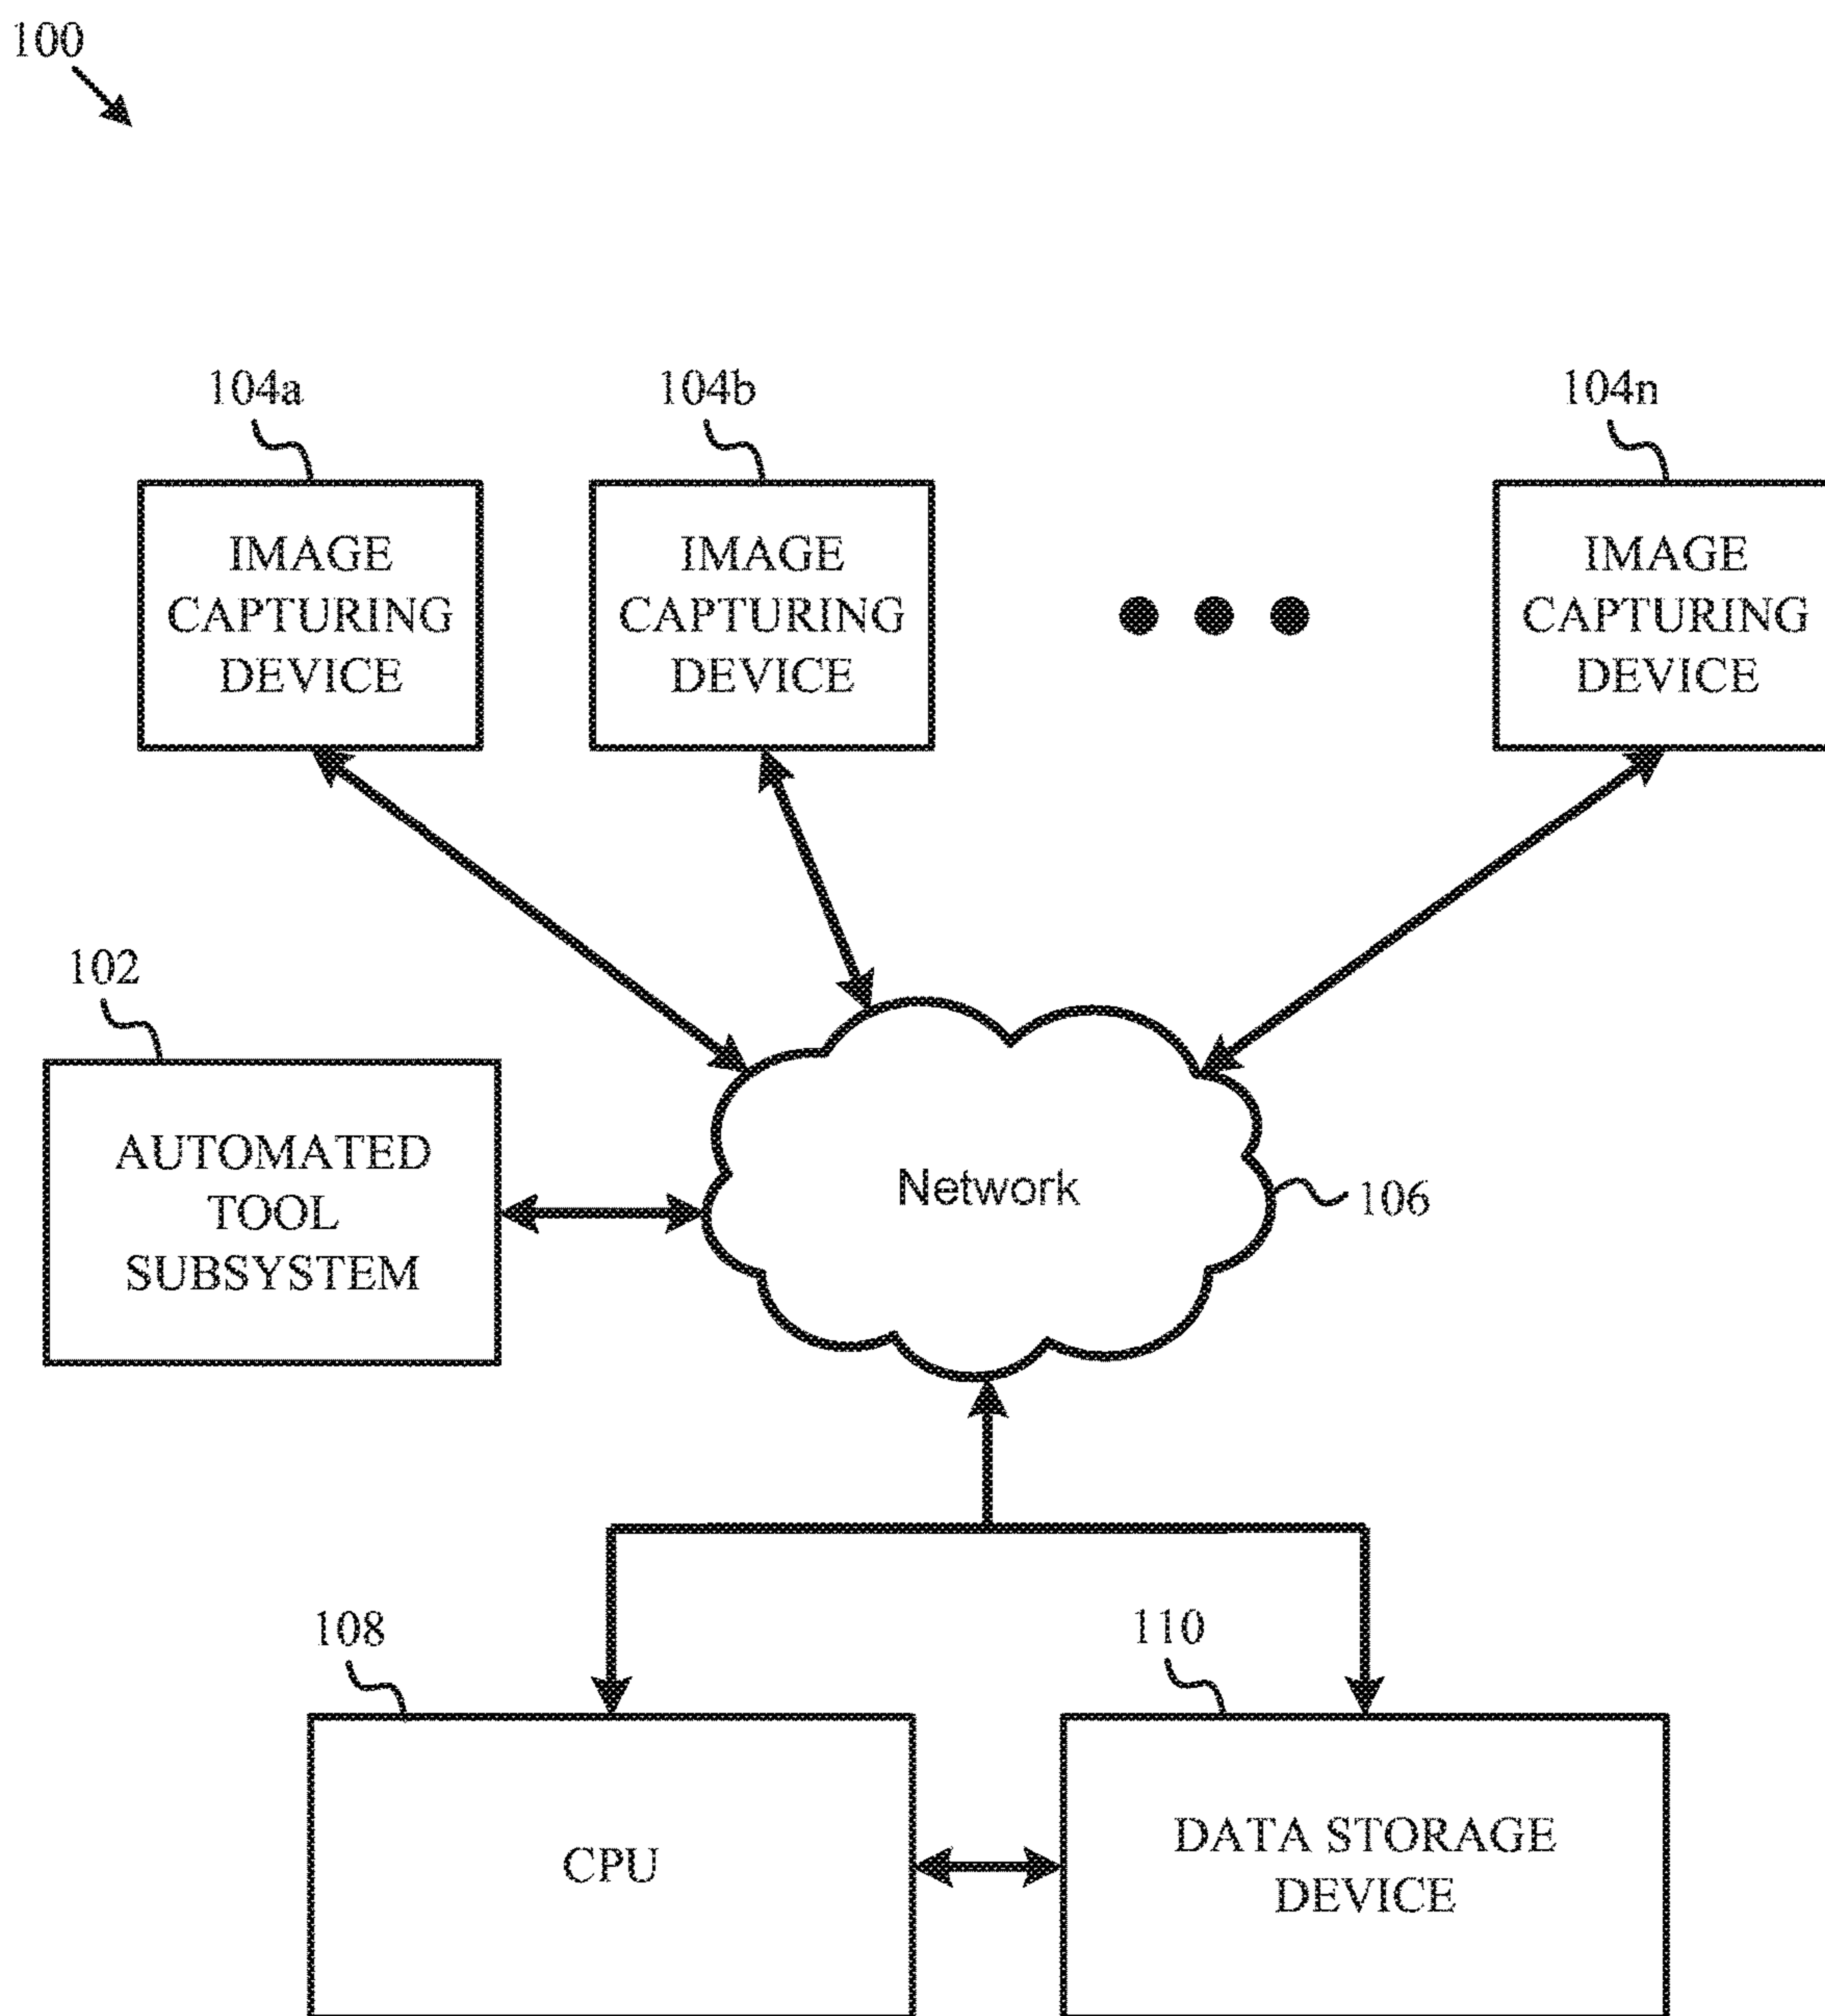 100
104a
104b
104n
IMAGE
CAPTURING
DEVICE
IMAGE
CAPTURING
DEVICE
IMAGE
CAPTURING
DEVICE
102
AUTOMATED
TOOL
SUBSYSTEM
Network
106
108
110
CPU
DATA STORAGE
DEVICE